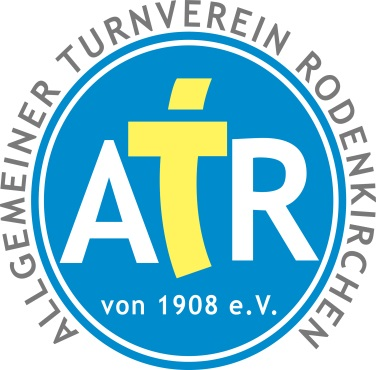 ALLGEMEINER TURNVEREIN RODENKIRCHEN
ATR
von 1908 e.V.